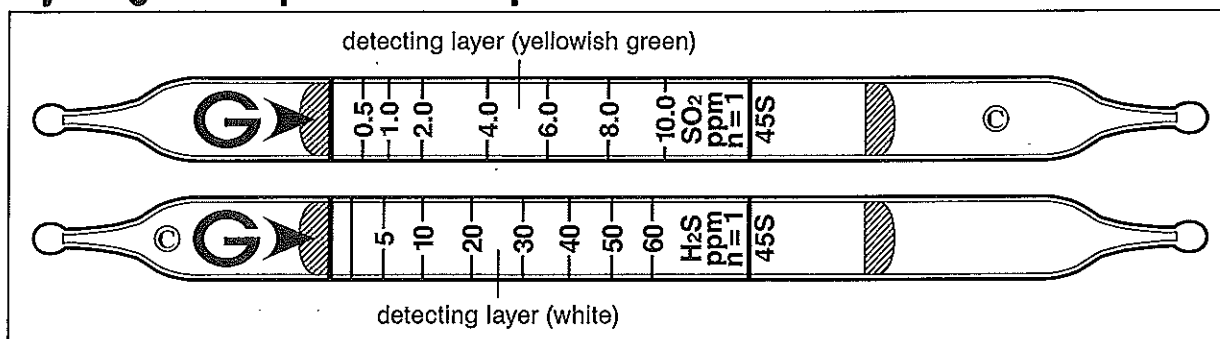 detecting layer (yellowish green)
G
0.5
1.0
2.0
4.0
6.0
8.0
10.0
SO2
ppm
n=1
45S
©
©
G
5
10
20
30
40
50
60
H2S
ppm
n=1
45S
detecting layer (white)